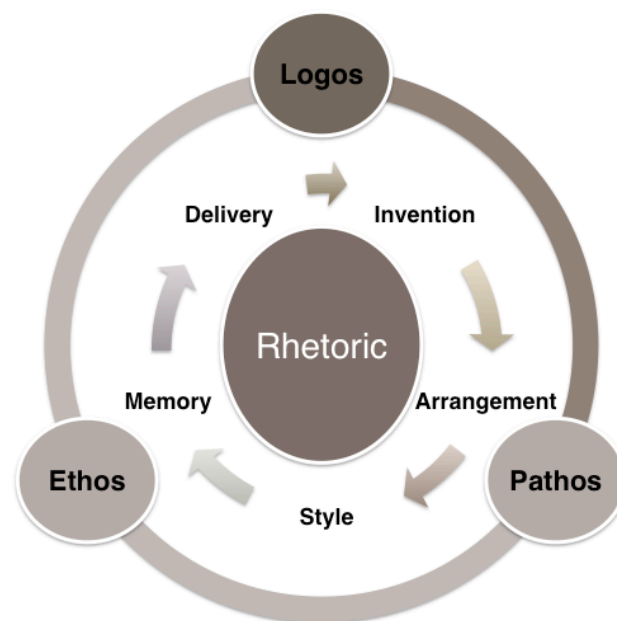 Logos
Delivery
Invention
Rhetoric
Memory
Arrangement
Ethos
Pathos
Style